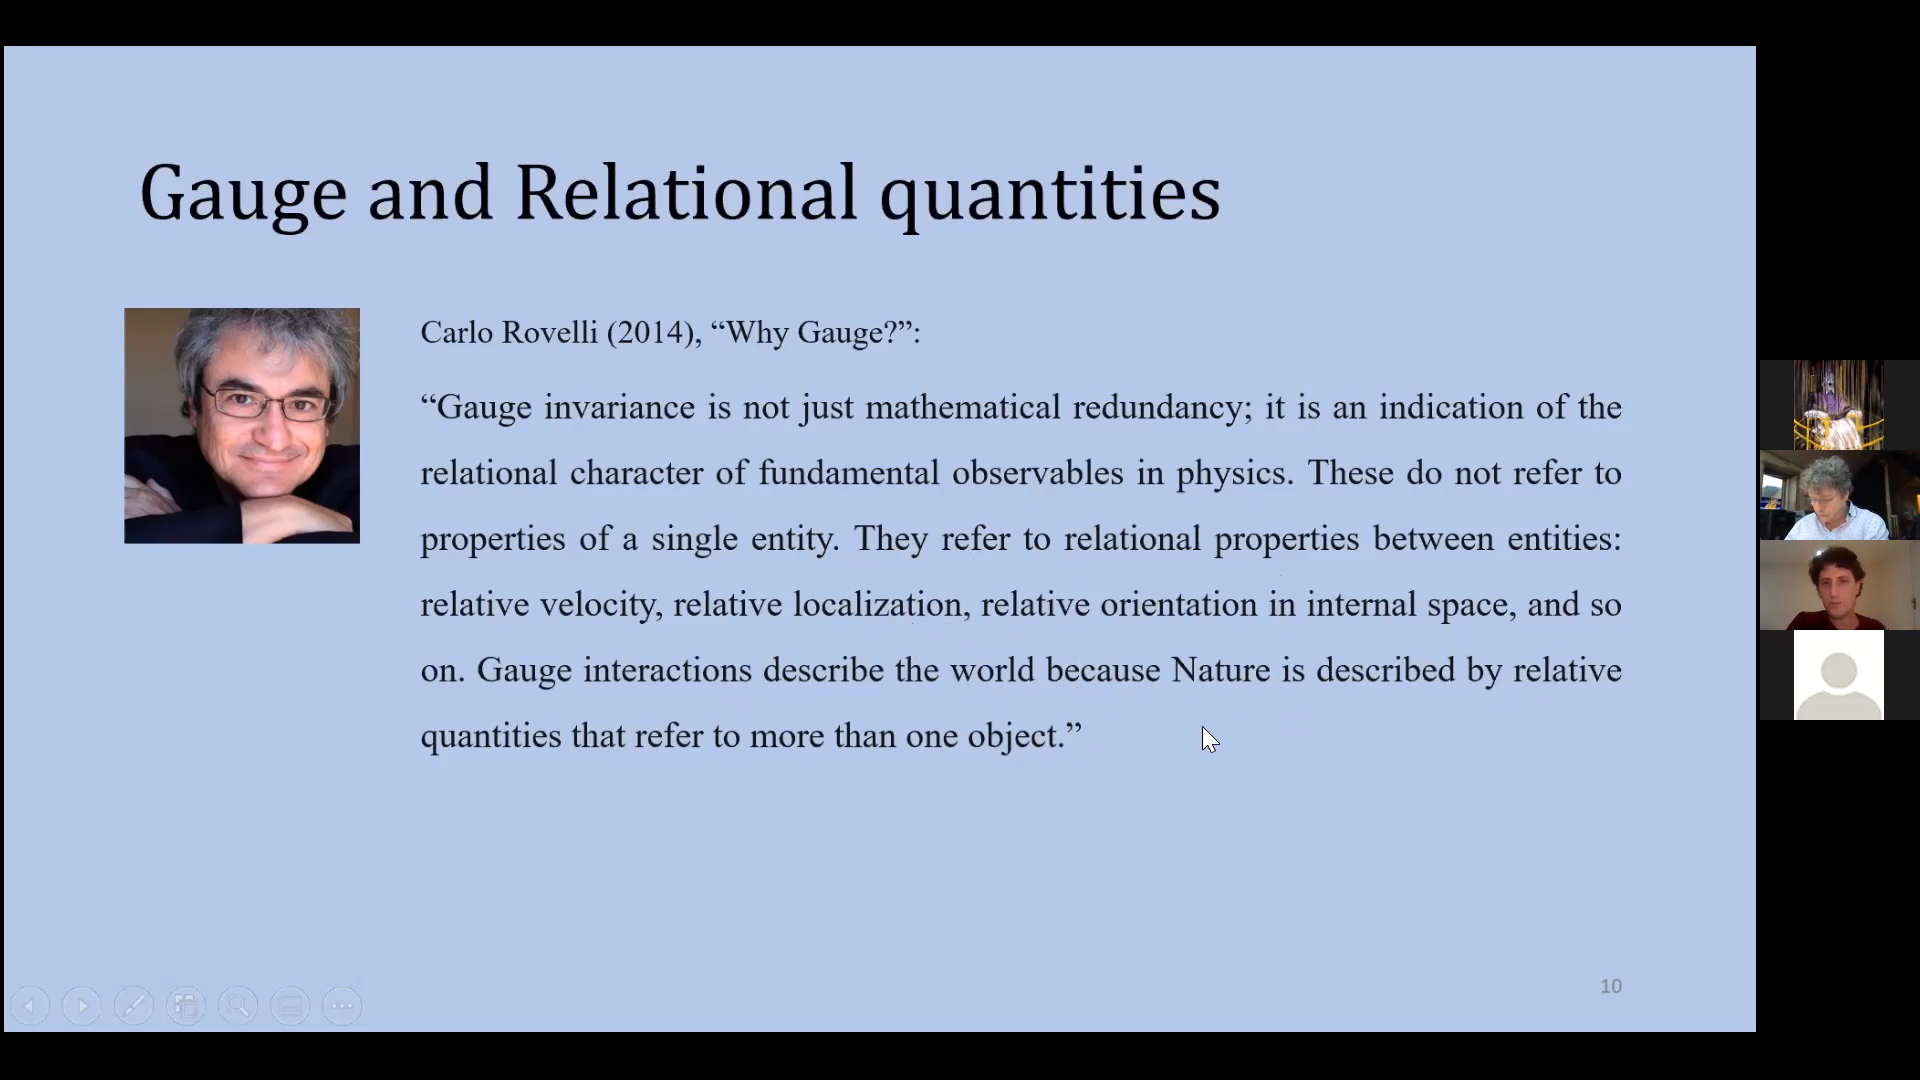 Gauge and Relational quantities
Carlo Rovelli (2014), “Why Gauge?”:
“Gauge invariance is not just mathematical redundancy; it is an indication of the
relational character of fundamental observables in physics. These do not refer to
properties of a single entity. They refer to relational properties between entities:
relative velocity, relative localization, relative orientation in internal space, and so
on. Gauge interactions describe the world because Nature is described by relative
quantities that refer to more than one object.”
10